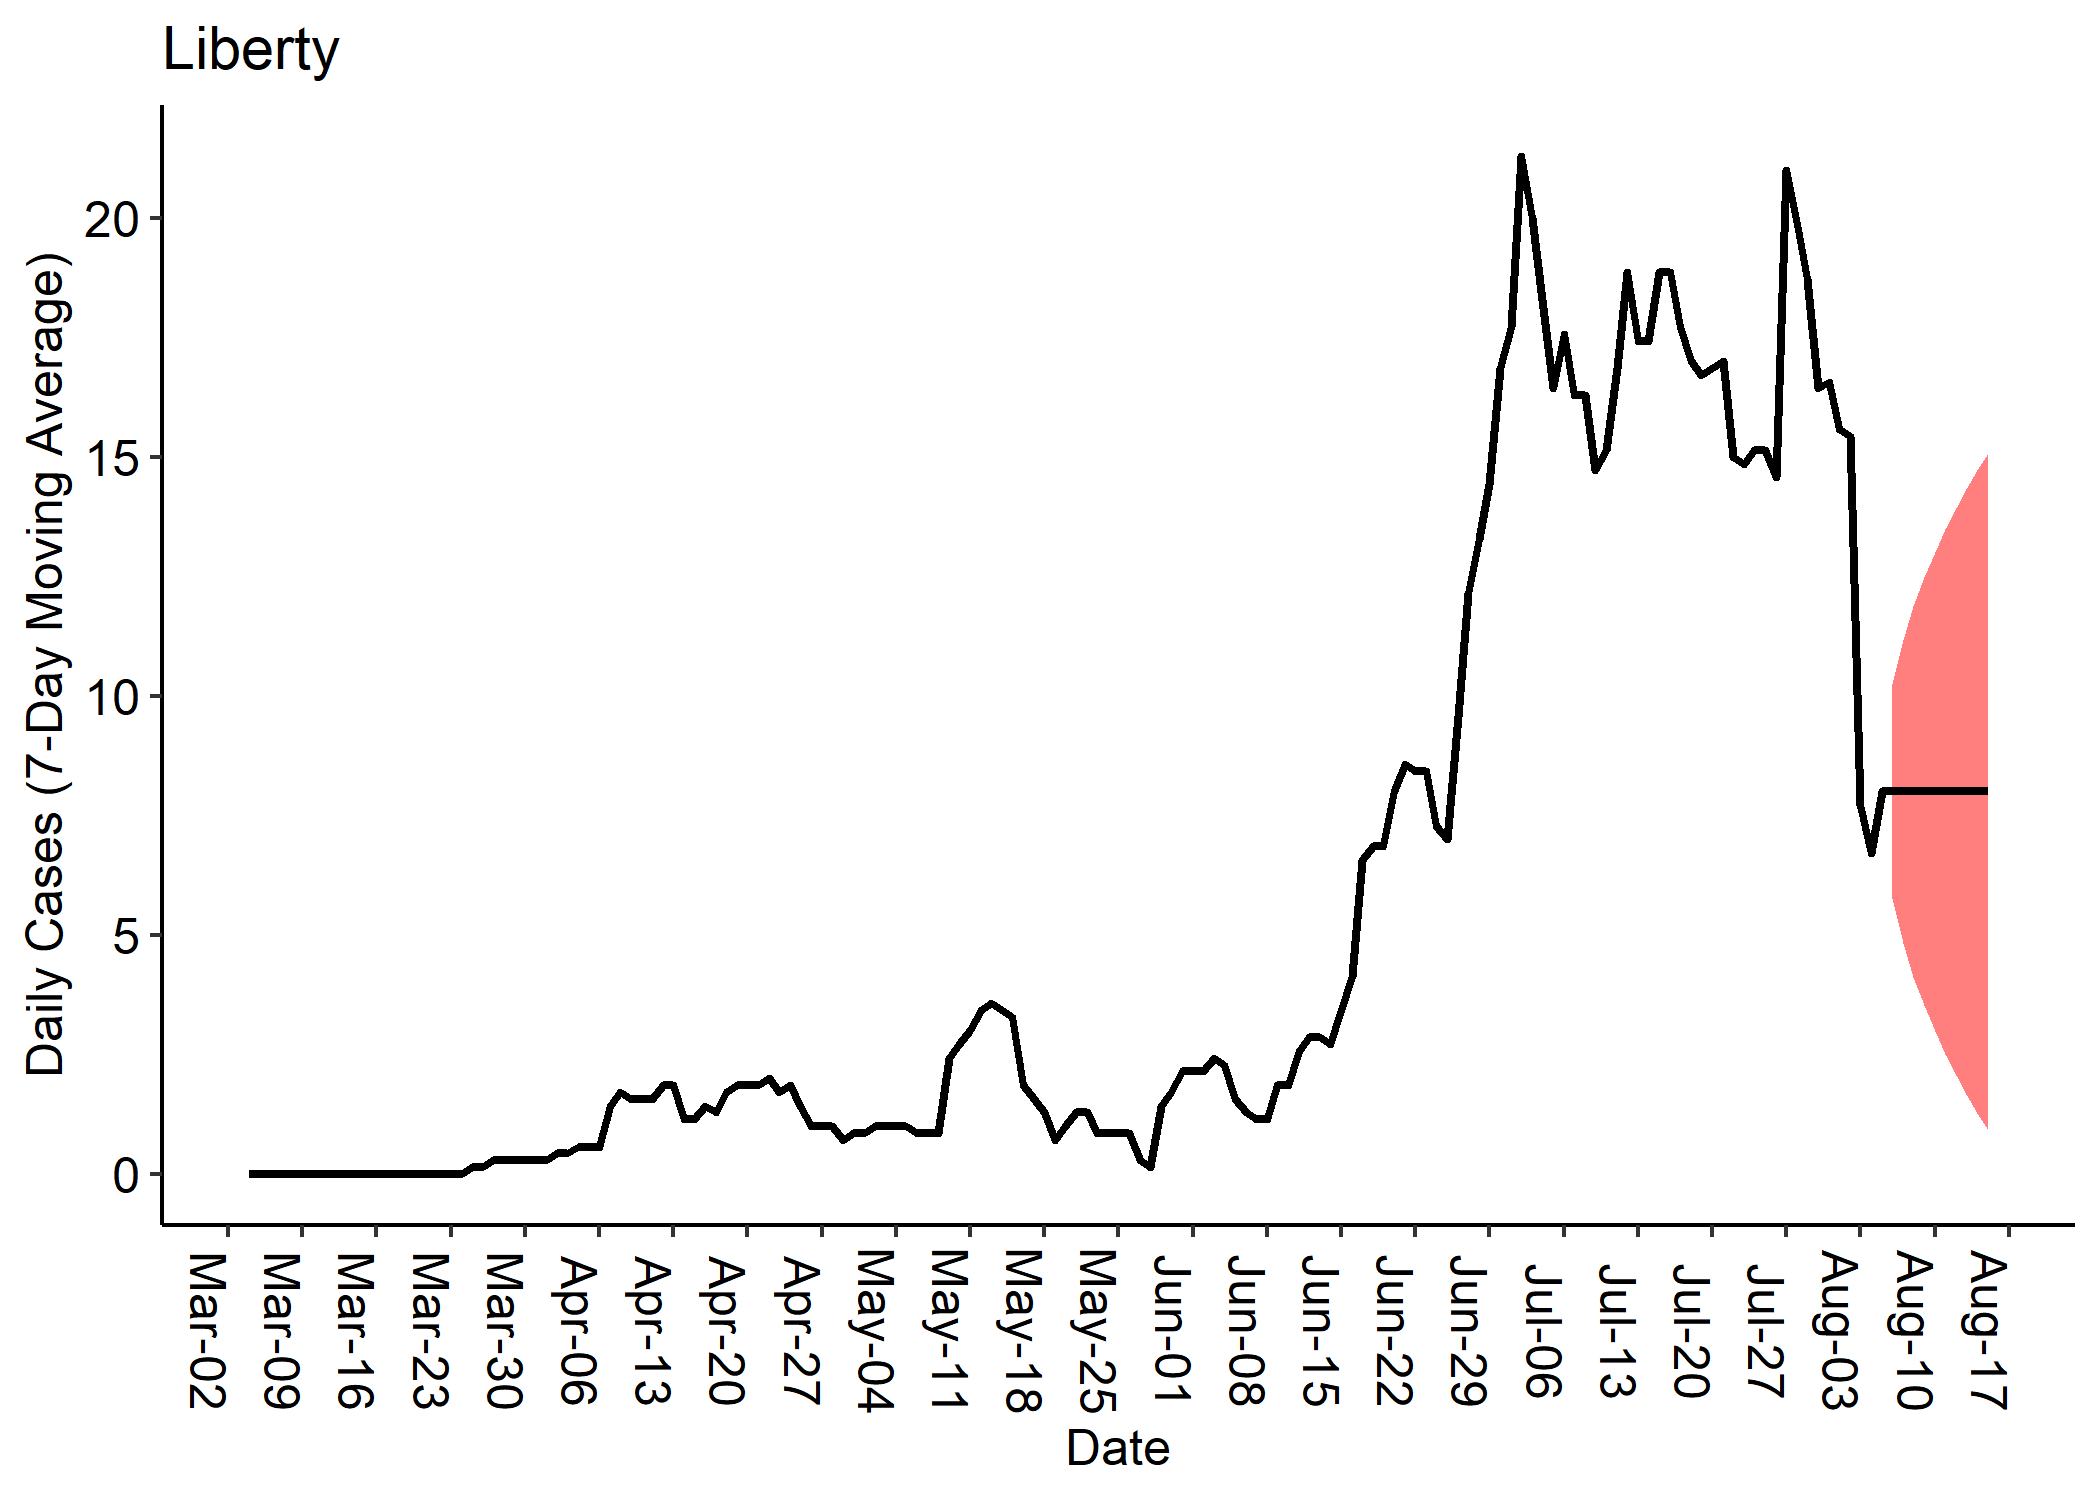 Liberty
Daily Cases (7-Day Moving Average)
20
15
10
5
0
Mar-02
Mar-09
Mar-16
Mar-23
Mar-30
Apr-06
Apr-13
Apr-20
Apr-27
May-04
May-11
May-18
May-25
Jun-01
Jun-08
Jun-15
Jun-22
Jun-29
Jul-06
Jul-13
Jul-20
Jul-27
Aug-03
Aug-10
Aug-17
Date